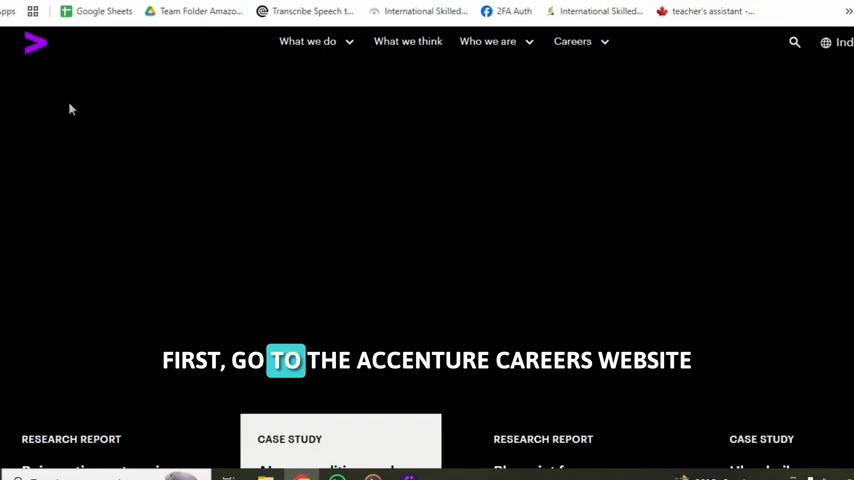 Google Sheets
Team Folder Amazo...
Transcribe Speech t...
International Skilled...
2FA Auth
International Skilled...
teacher's assistant -...
»
What we do
What we think
Who we are
Careers
FIRST, GO TO THE ACCENTURE CAREERS WEBSITE
RESEARCH REPORT
CASE STUDY
RESEARCH REPORT
CASE STUDY